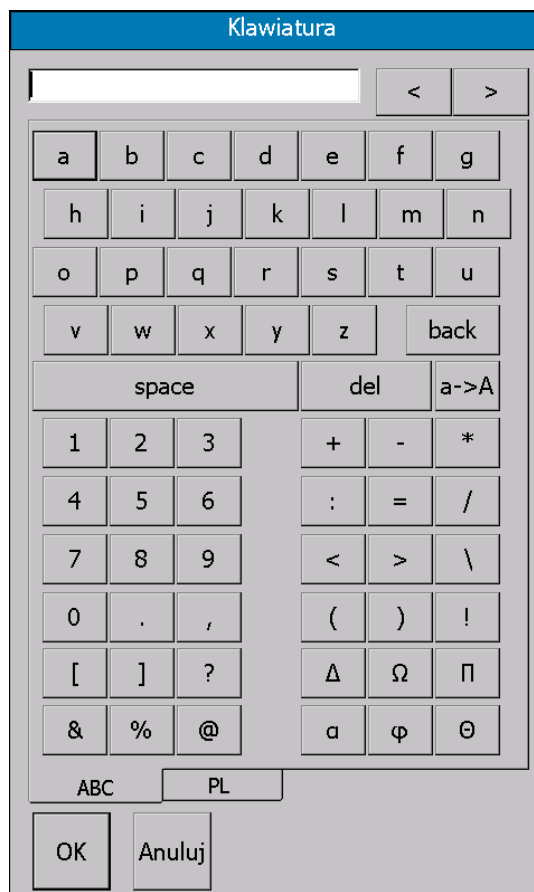 Klawiatura
< >
a b c d e f g
h i j k l m n
o p q r s t u
v w x y z back
space del a->A
1 2 3 + - *
4 5 6 : = /
7 8 9 < > \
0 . , ( ) !
[ ] ? Δ Ω Π
& % @ α φ Θ
ABC PL
OK Anuluj